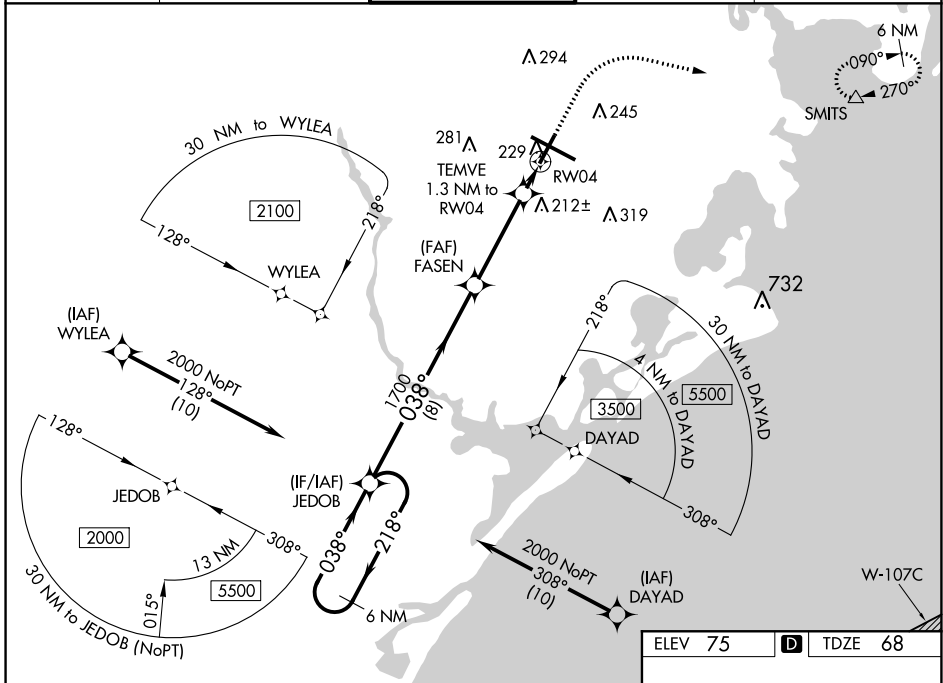 6 NM
090°
270°
SMITS
294
245
281
229
TEMVE
1.3 NM to
RW04
RW04
212±
319
30 NM to WYLEA
2100
218°
128°
WYLEA
(FAF)
FASEN
732
(IAF)
WYLEA
2000 NoPT
128°
(10)
1700
038°
(8)
218°
30 NM to DAYAD
4 NM to DAYAD
5500
3500
DAYAD
308°
128°
JEDOB
2000
308°
13 NM
5500
015°
30 NM to JEDOB (NoPT)
(IF/IAF)
JEDOB
038°
218°
6 NM
2000 NoPT
308°
(10)
(IAF)
DAYAD
W-107C
ELEV 75 D TDZE 68